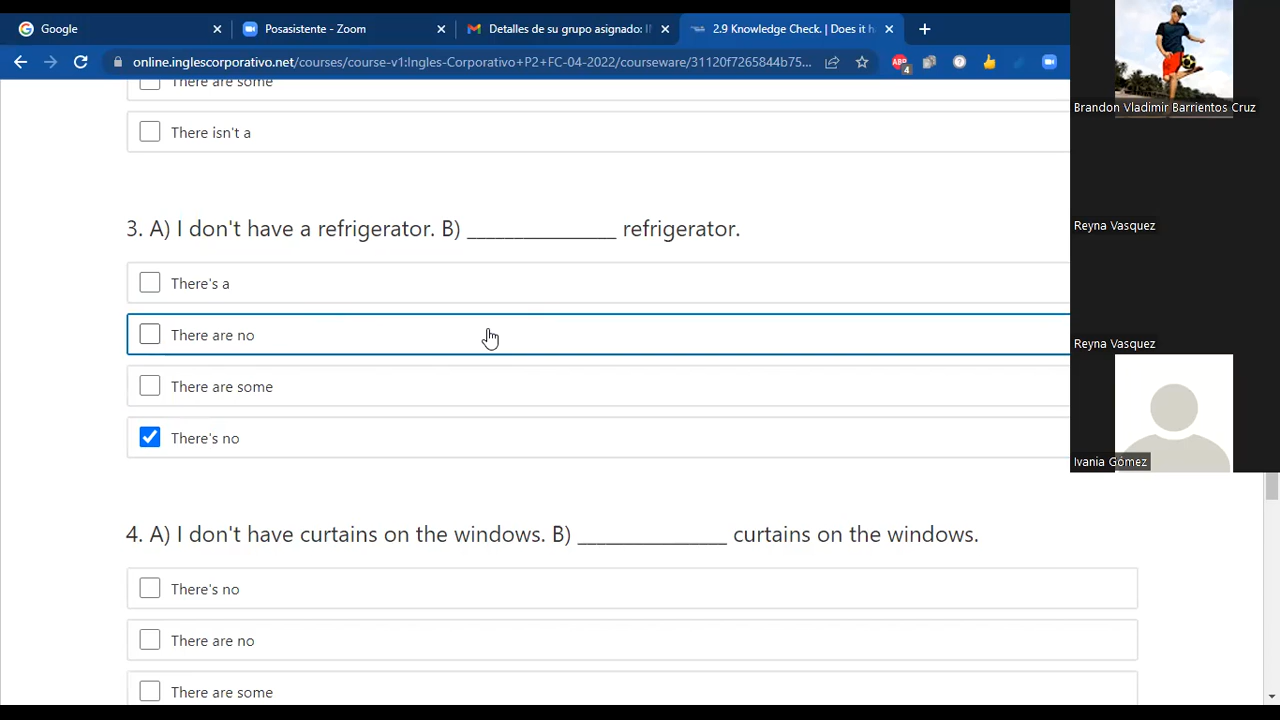 Google
Posasistente - Zoom
Detalles de su grupo asignado: I
2.9 Knowledge Check. | Does it h
online.inglescorporativo.net/courses/course-v1:Ingles-Corporativo+P2+FC-04-2022/courseware/31120f7265844b75...
ABP
4
There are some
There isn't a
3. A) I don't have a refrigerator. B) _______________ refrigerator.
There's a
There are no
There are some
There's no
4. A) I don't have curtains on the windows. B) _______________ curtains on the windows.
There's no
There are no
There are some
Brandon Vladimir Barrientos Cruz
Reyna Vasquez
Reyna Vasquez
Ivania Gómez